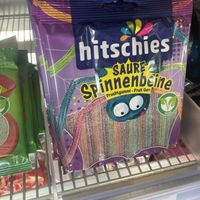 hitschies
SAURE
Spinnenbeine
Fruchtgummi • Fruit Gum